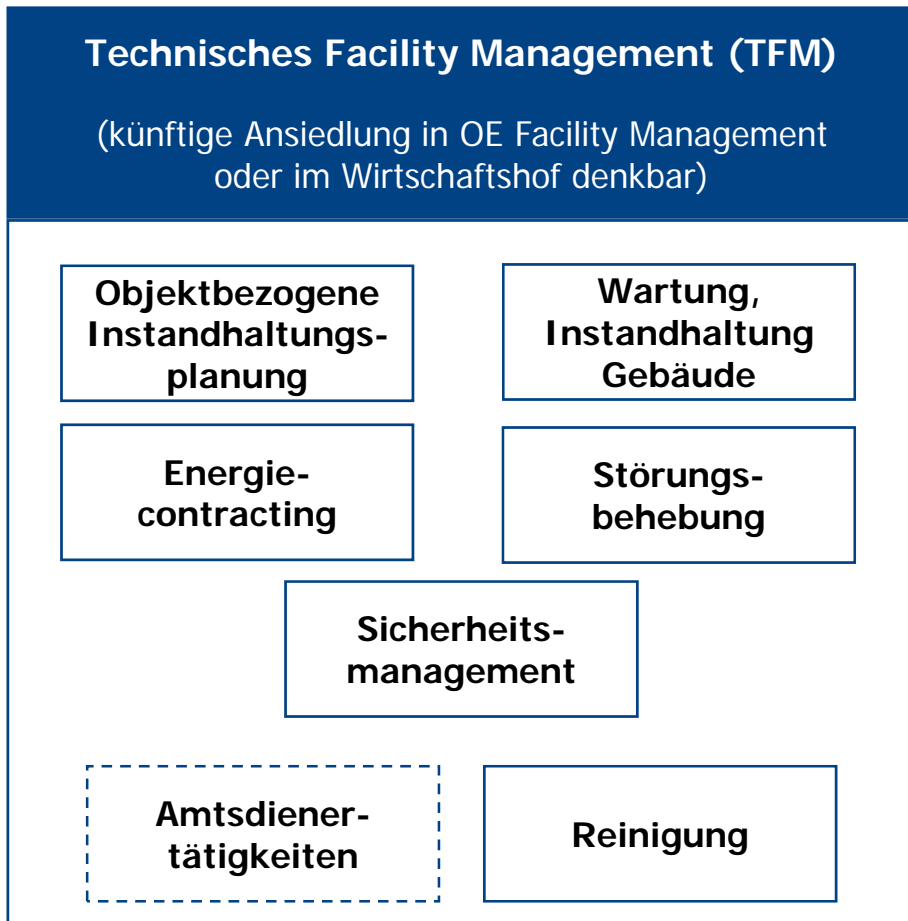 Technisches Facility Management (TFM)
(künftige Ansiedlung in OE Facility Management
oder im Wirtschaftshof denkbar)
Objektbezogene
Instandhaltungs-
planung
Wartung,
Instandhaltung
Gebäude
Energie-
contracting
Störungs-
behebung
Sicherheits-
management
Amtsdiener-
tätigkeiten
Reinigung